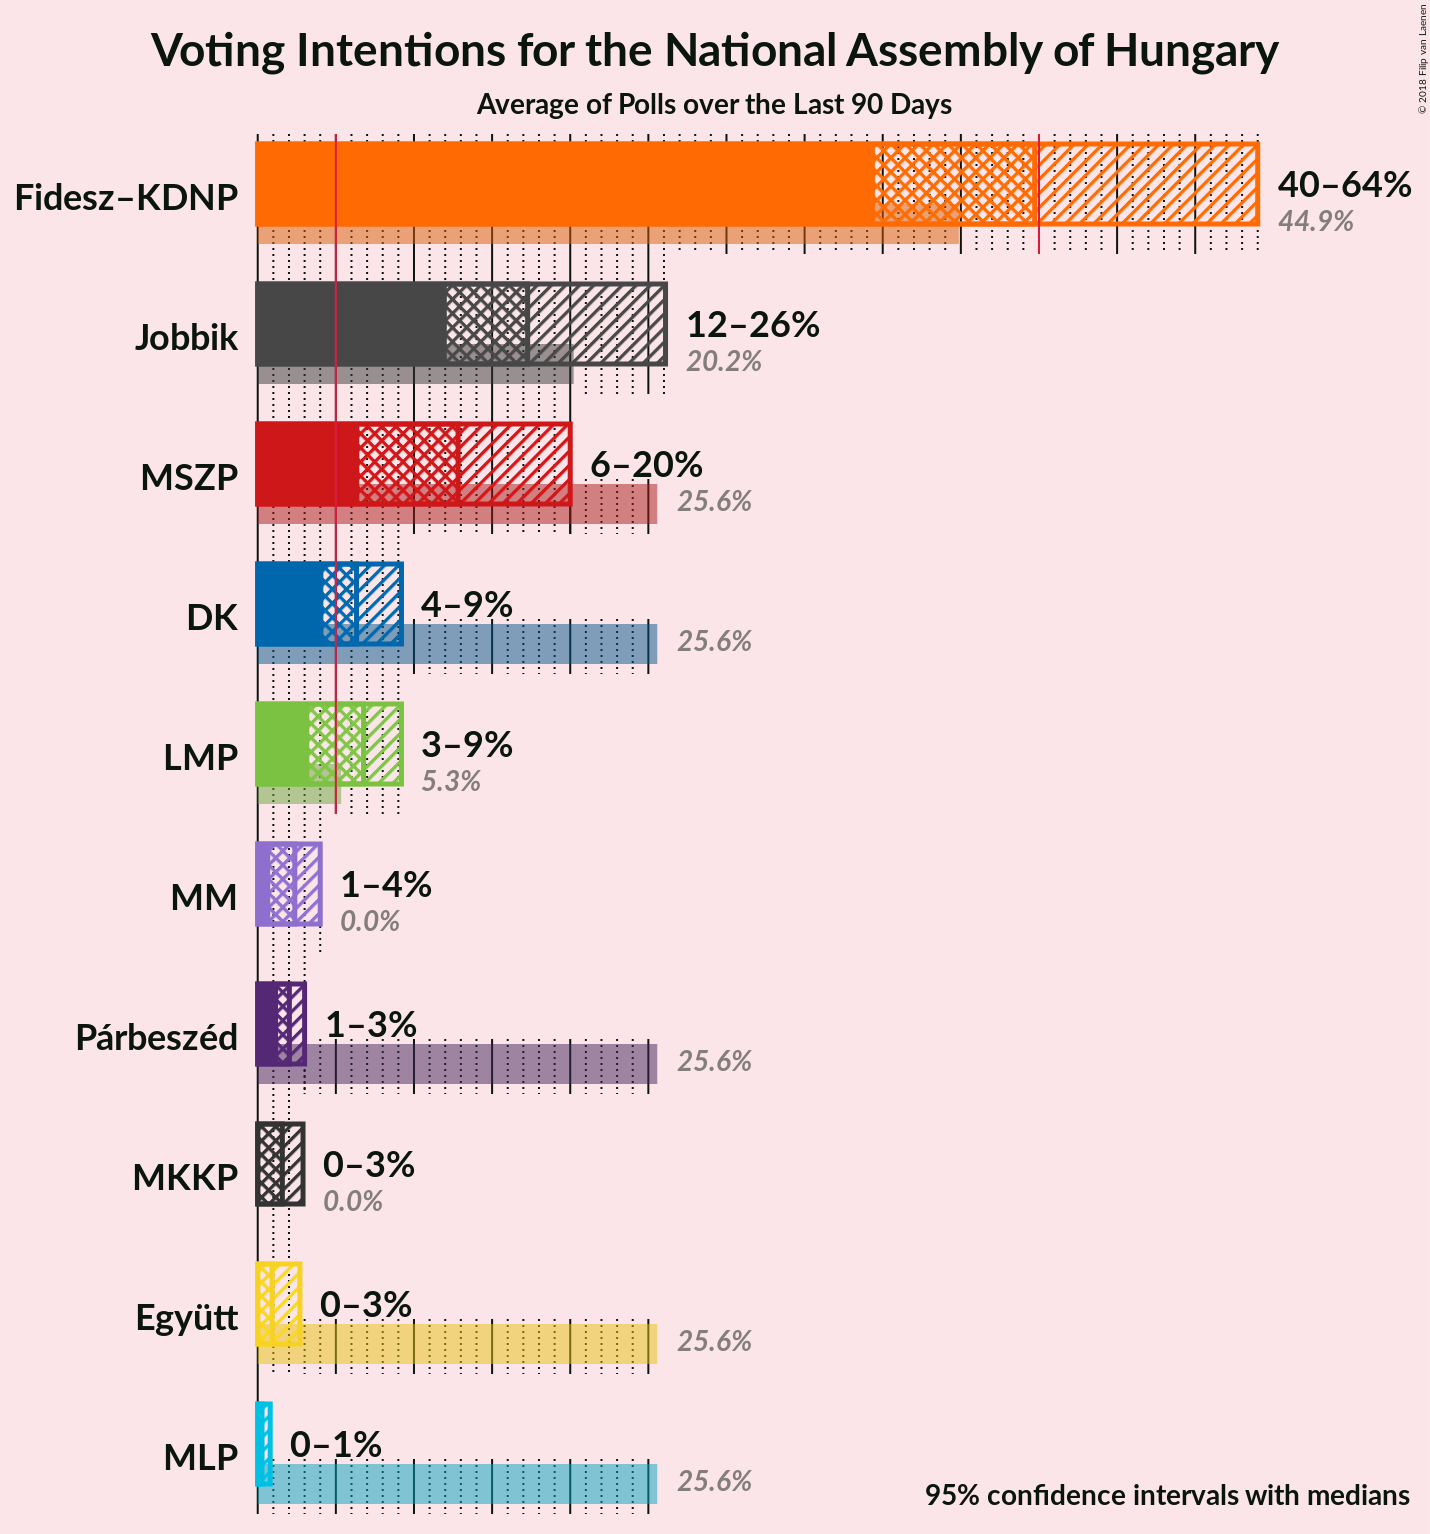 © 2018 Filip van Laenen
Voting Intentions for the National Assembly of Hungary
Average of Polls over the Last 90 Days
Fidesz–KDNP
40–64%
44.9%
Jobbik
12–26%
20.2%
MSZP
6–20%
25.6%
DK
4–9%
25.6%
LMP
3–9%
5.3%
MM
1–4%
0.0%
Párbeszéd
1–3%
25.6%
MKKP
0–3%
0.0%
Együtt
0–3%
25.6%
MLP
0–1%
25.6%
95% confidence intervals with medians